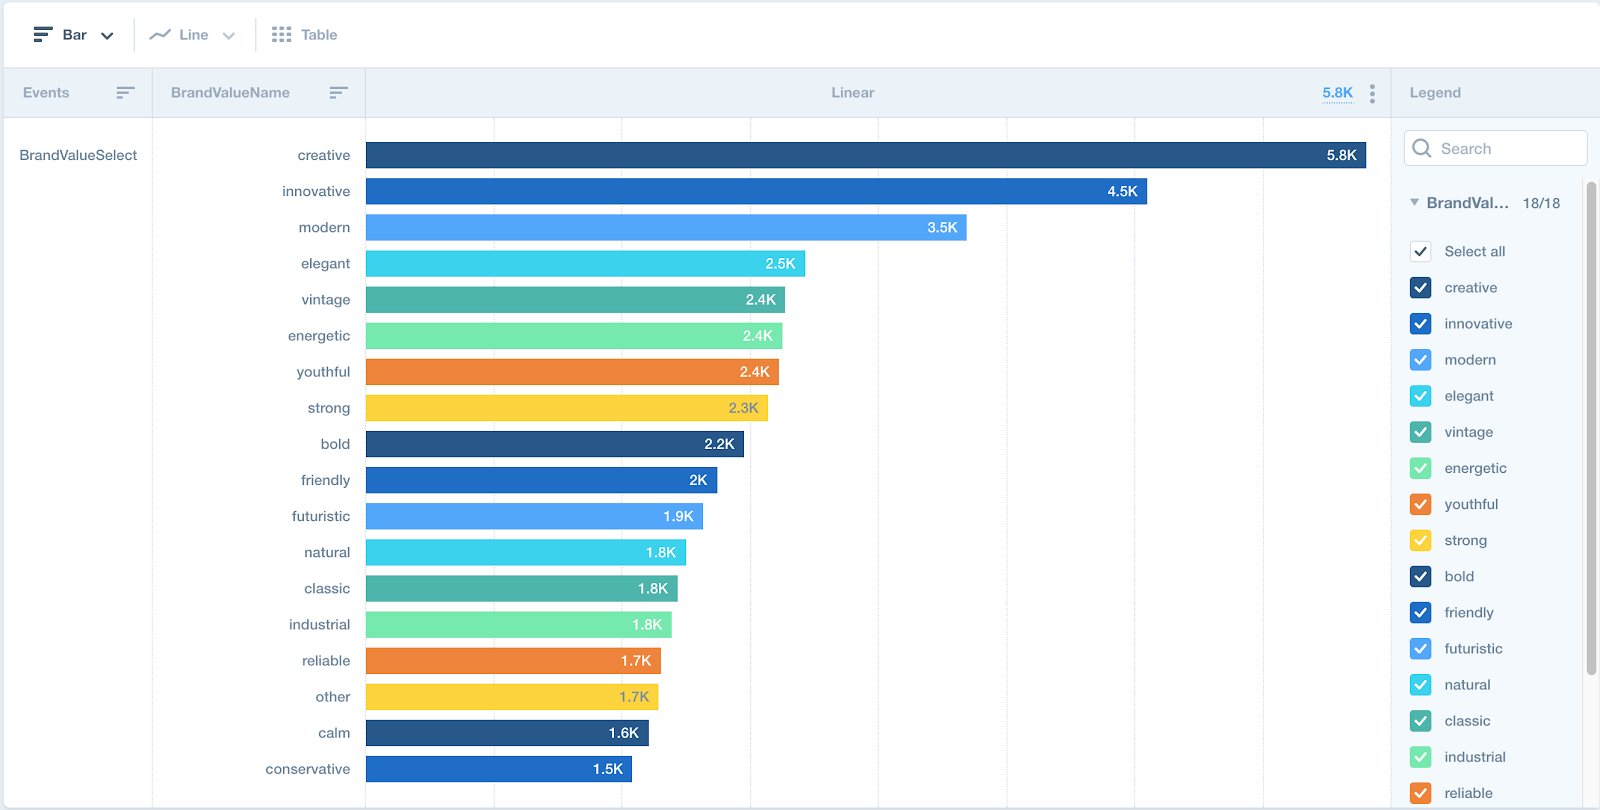 Bar Line Table
Events BrandValueName Linear 5.8K Legend
BrandValueSelect
creative 5.8K
innovative 4.5K
modern 3.5K
elegant 2.5K
vintage 2.4K
energetic 2.4K
youthful 2.4K
strong 2.3K
bold 2.2K
friendly 2K
futuristic 1.9K
natural 1.8K
classic 1.8K
industrial 1.8K
reliable 1.7K
other 1.7K
calm 1.6K
conservative 1.5K
Search
BrandVal... 18/18
Select all
creative
innovative
modern
elegant
vintage
energetic
youthful
strong
bold
friendly
futuristic
natural
classic
industrial
reliable